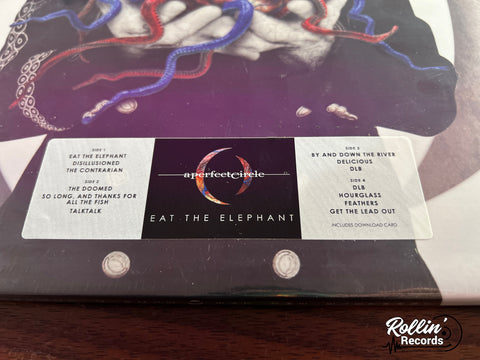 SIDE 1
EAT THE ELEPHANT
DISILLUSIONED
THE CONTRARIAN
SIDE 2
THE DOOMED
SO LONG, AND THANKS FOR
ALL THE FISH
TALKTALK
aperfectcircle
EAT THE ELEPHANT
SIDE 3
BY AND DOWN THE RIVER
DELICIOUS
DLB
SIDE 4
DLB
HOURGLASS
FEATHERS
GET THE LEAD OUT
INCLUDES DOWNLOAD CARD
Rollin'
Records